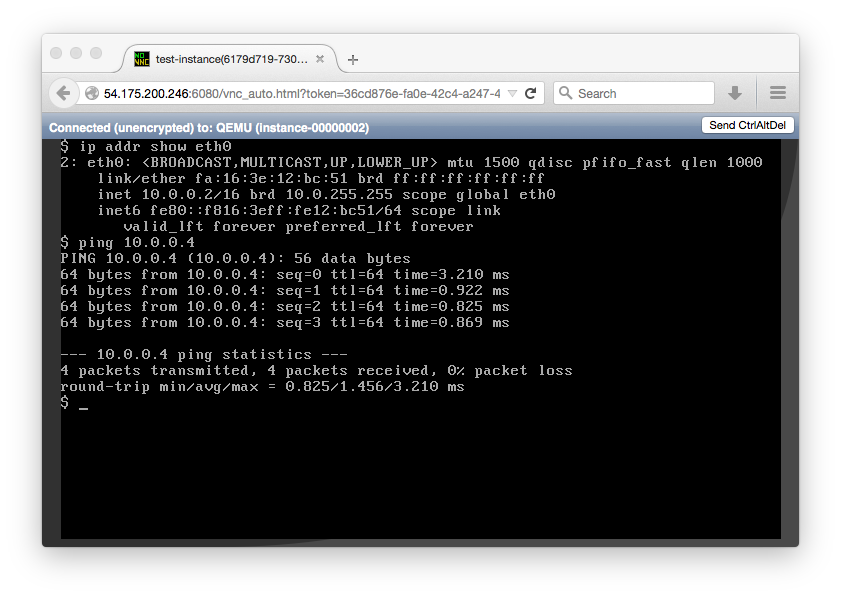 NO
VNC
test-instance(6179d719-730...
54.175.200.246:6080/vnc_auto.html?token=36cd876e-fa0e-42c4-a247-4
Search
Connected (unencrypted) to: QEMU (instance-00000002)
Send CtrlAltDel
$ ip addr show eth0
2: eth0: <BROADCAST,MULTICAST,UP,LOWER_UP> mtu 1500 qdisc pfifo_fast qlen 1000
    link/ether fa:16:3e:12:bc:51 brd ff:ff:ff:ff:ff:ff
    inet 10.0.0.2/16 brd 10.0.255.255 scope global eth0
    inet6 fe80::f816:3eff:fe12:bc51/64 scope link
       valid_lft forever preferred_lft forever
$ ping 10.0.0.4
PING 10.0.0.4 (10.0.0.4): 56 data bytes
64 bytes from 10.0.0.4: seq=0 ttl=64 time=3.210 ms
64 bytes from 10.0.0.4: seq=1 ttl=64 time=0.922 ms
64 bytes from 10.0.0.4: seq=2 ttl=64 time=0.825 ms
64 bytes from 10.0.0.4: seq=3 ttl=64 time=0.869 ms
--- 10.0.0.4 ping statistics ---
4 packets transmitted, 4 packets received, 0% packet loss
round-trip min/avg/max = 0.825/1.456/3.210 ms
$ _